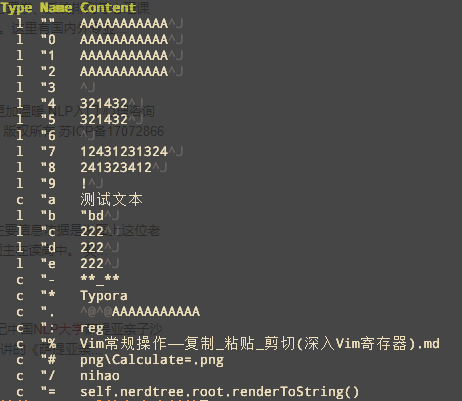 Type Name Content
l "" AAAAAAAAAAA^J
l "0 AAAAAAAAAAA^J
l "1 AAAAAAAAAAA^J
l "2 AAAAAAAAAAA^J
l "3 ^J
l "4 321432^J
l "5 321432^J
l "6 ^J
l "7 12431231324^J
l "8 241323412^J
l "9 !^J
c "a 测试文本
l "b "bd^J
l "c 222^J
l "d 222^J
l "e 222^J
c "- **_**
c "* Typora
c ". ^@^@AAAAAAAAAAA
c ": reg
c "% Vim常规操作——复制_粘贴_剪切(深入Vim寄存器).md
c "# png\Calculate=.png
c "/ nihao
c "= self.nerdtree.root.renderToString()